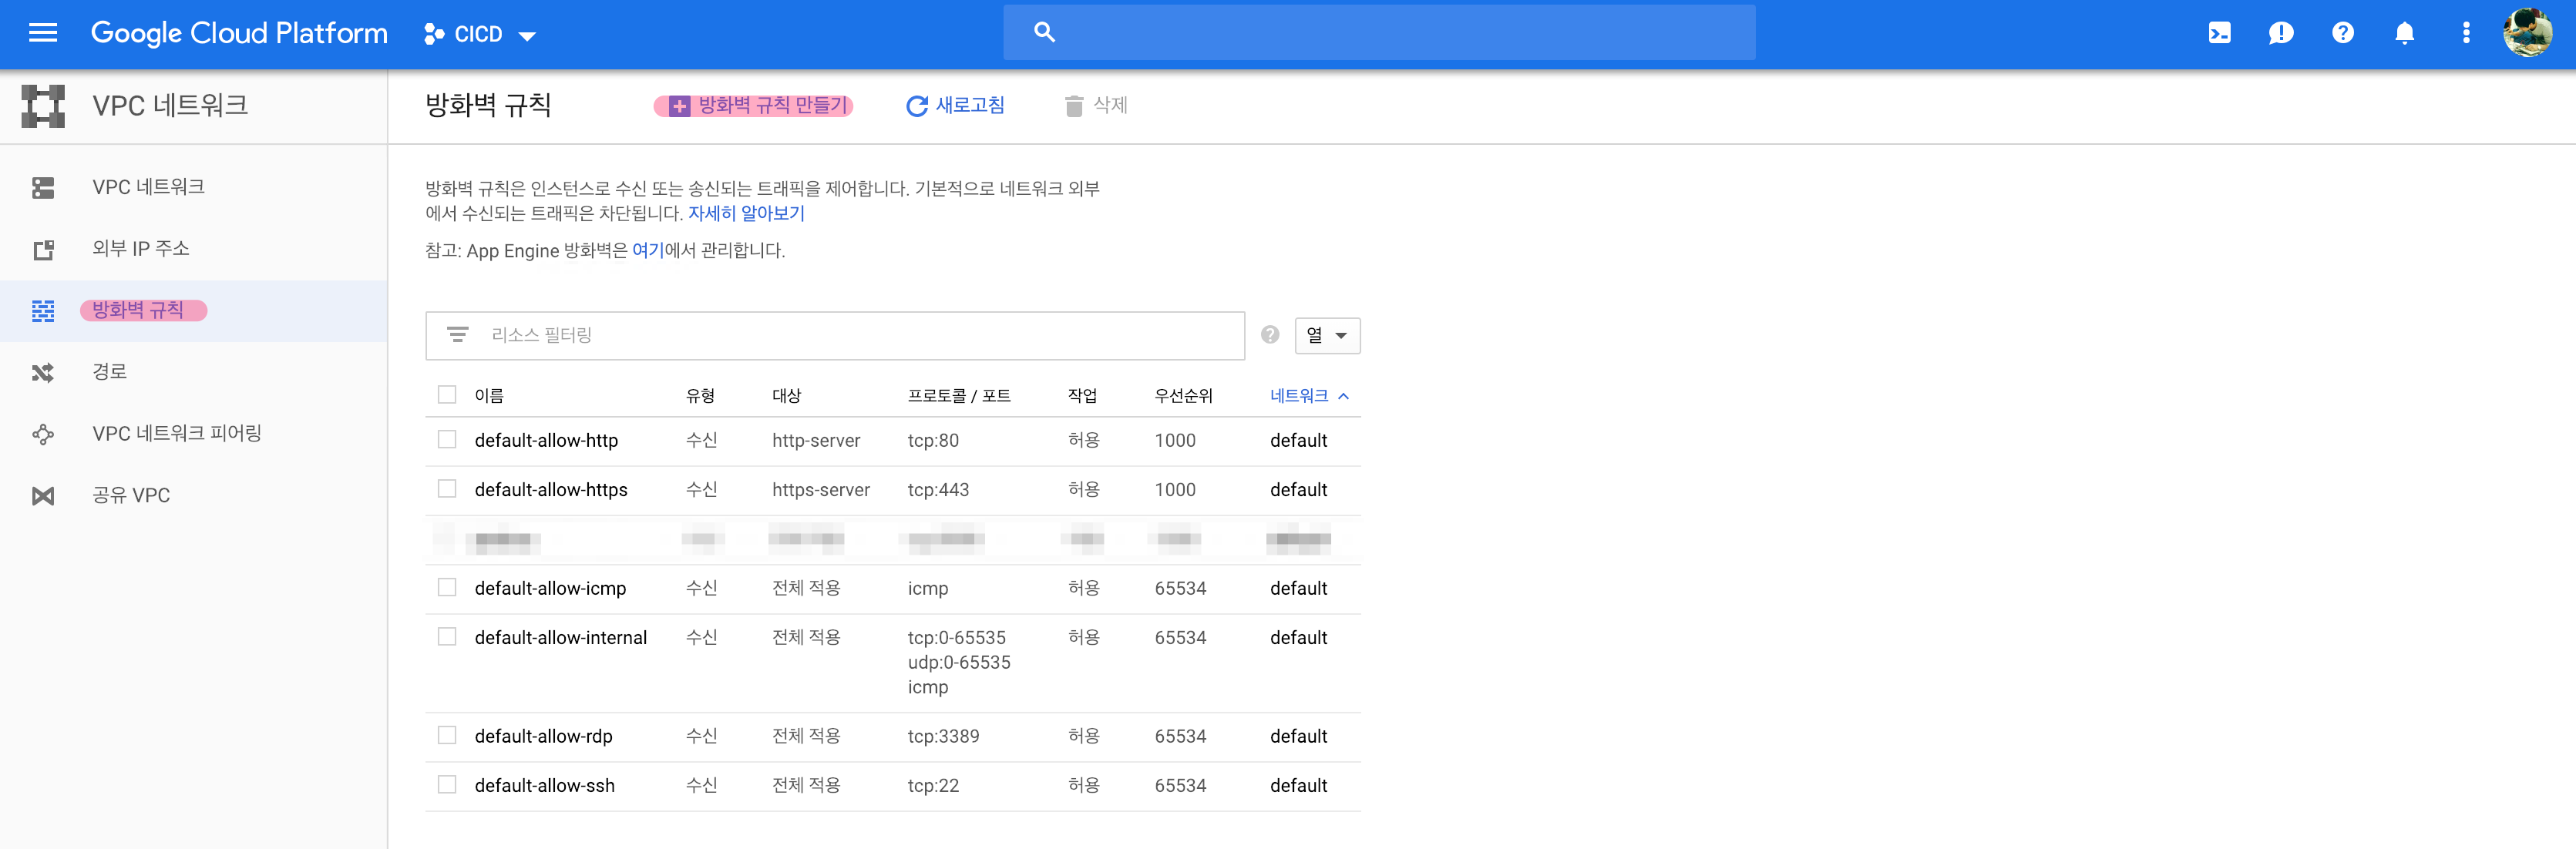 Google Cloud Platform CICD
VPC 네트워크
방화벽 규칙 방화벽 규칙 만들기 새로고침 삭제
VPC 네트워크
외부 IP 주소
방화벽 규칙
경로
VPC 네트워크 피어링
공유 VPC
방화벽 규칙은 인스턴스로 수신 또는 송신되는 트래픽을 제어합니다. 기본적으로 네트워크 외부
에서 수신되는 트래픽은 차단됩니다. 자세히 알아보기
참고: App Engine 방화벽은 여기에서 관리합니다.
리소스 필터링 열
이름 유형 대상 프로토콜 / 포트 작업 우선순위 네트워크
default-allow-http 수신 http-server tcp:80 허용 1000 default
default-allow-https 수신 https-server tcp:443 허용 1000 default
default-allow-icmp 수신 전체 적용 icmp 허용 65534 default
default-allow-internal 수신 전체 적용 tcp:0-65535 허용 65534 default
udp:0-65535
icmp
default-allow-rdp 수신 전체 적용 tcp:3389 허용 65534 default
default-allow-ssh 수신 전체 적용 tcp:22 허용 65534 default